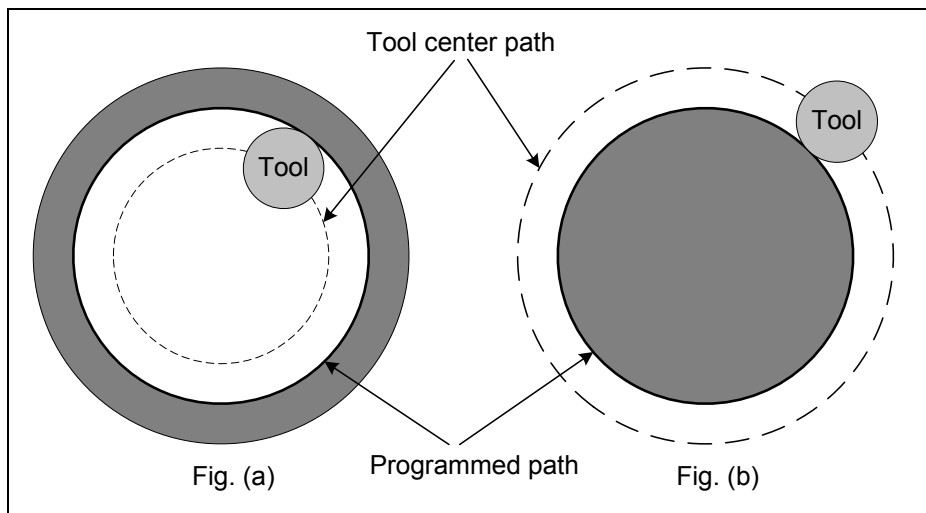 Tool center path
Tool
Tool
Programmed path
Fig. (a)
Fig. (b)